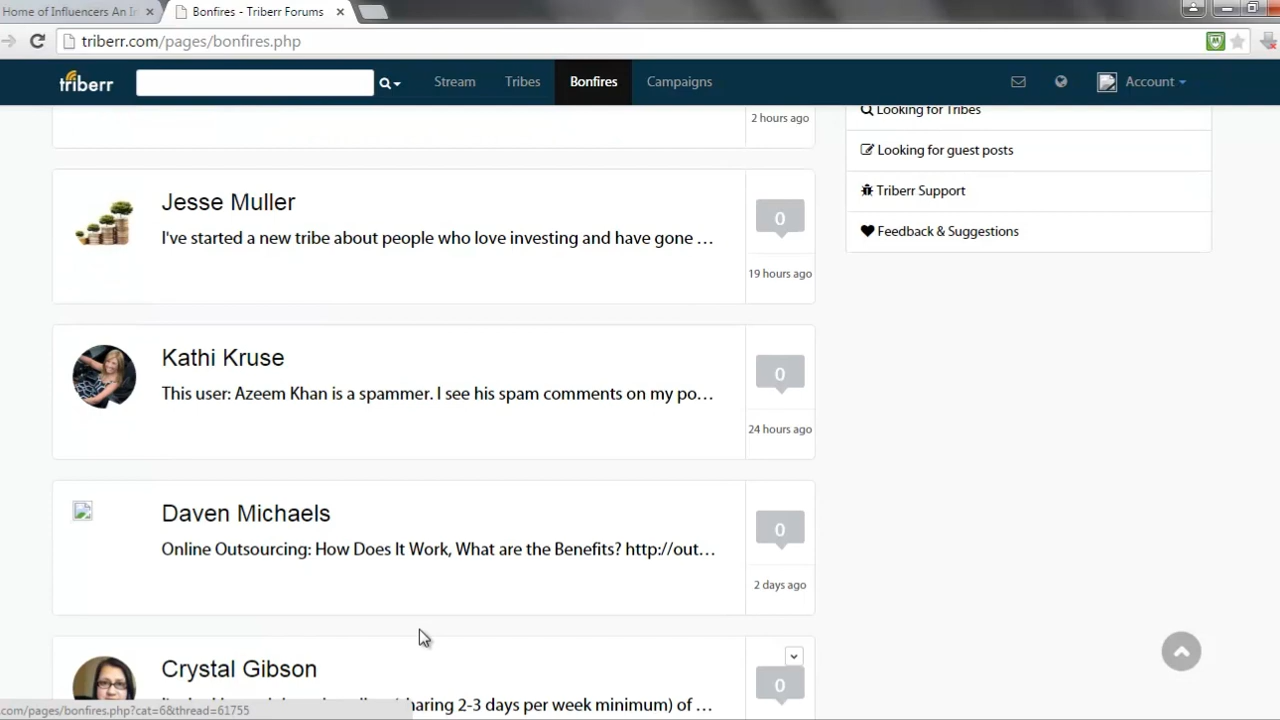 Home of Influencers An In
Bonfires - Triberr Forums
triberr.com/pages/bonfires.php
triberr
Stream
Tribes
Bonfires
Campaigns
Account
2 hours ago
Looking for Tribes
Looking for guest posts
Triberr Support
Feedback & Suggestions
Jesse Muller
I've started a new tribe about people who love investing and have gone ...
0
19 hours ago
Kathi Kruse
This user: Azeem Khan is a spammer. I see his spam comments on my po...
0
24 hours ago
Daven Michaels
Online Outsourcing: How Does It Work, What are the Benefits? http://out...
0
2 days ago
Crystal Gibson
haring 2-3 days per week minimum) of ...
0
.com/pages/bonfires.php?cat=6&thread=61755